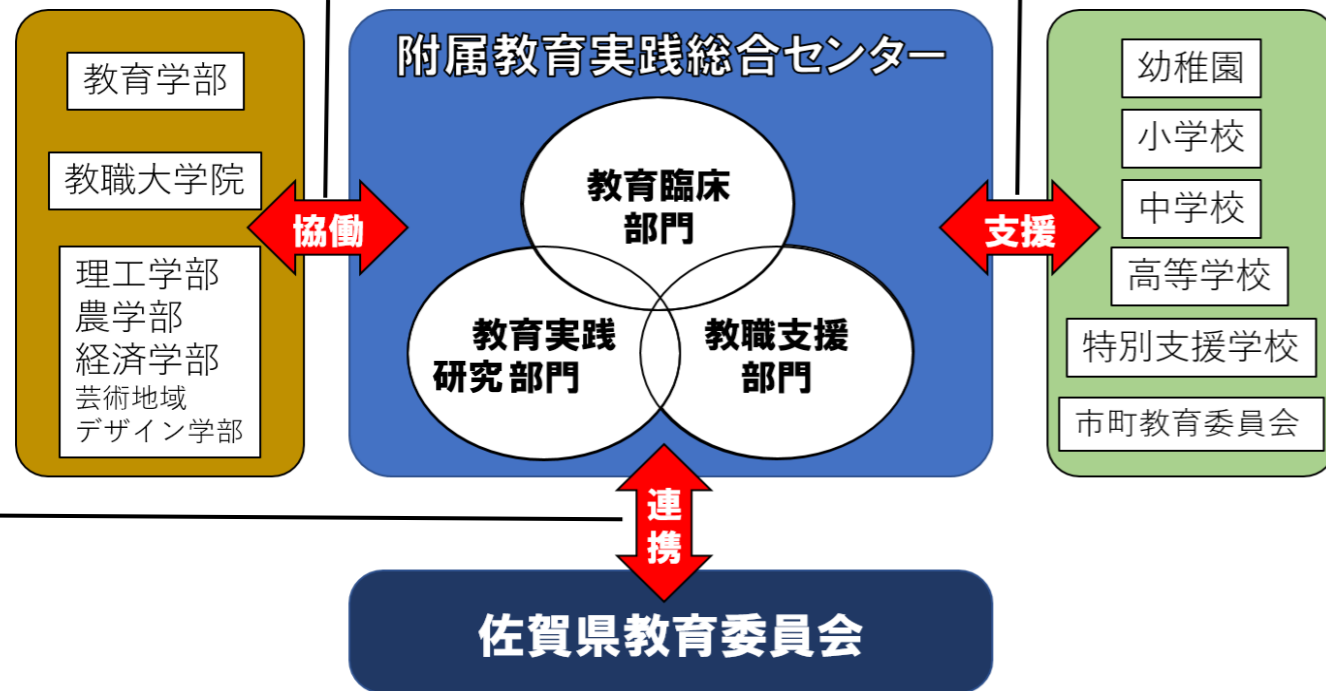 附属教育実践総合センター
教育学部
教職大学院
理工学部
農学部
経済学部
芸術地域
デザイン学部
協働
教育臨床
部門
教育実践
研究部門
教職支援
部門
支援
幼稚園
小学校
中学校
高等学校
特別支援学校
市町教育委員会
連
携
佐賀県教育委員会